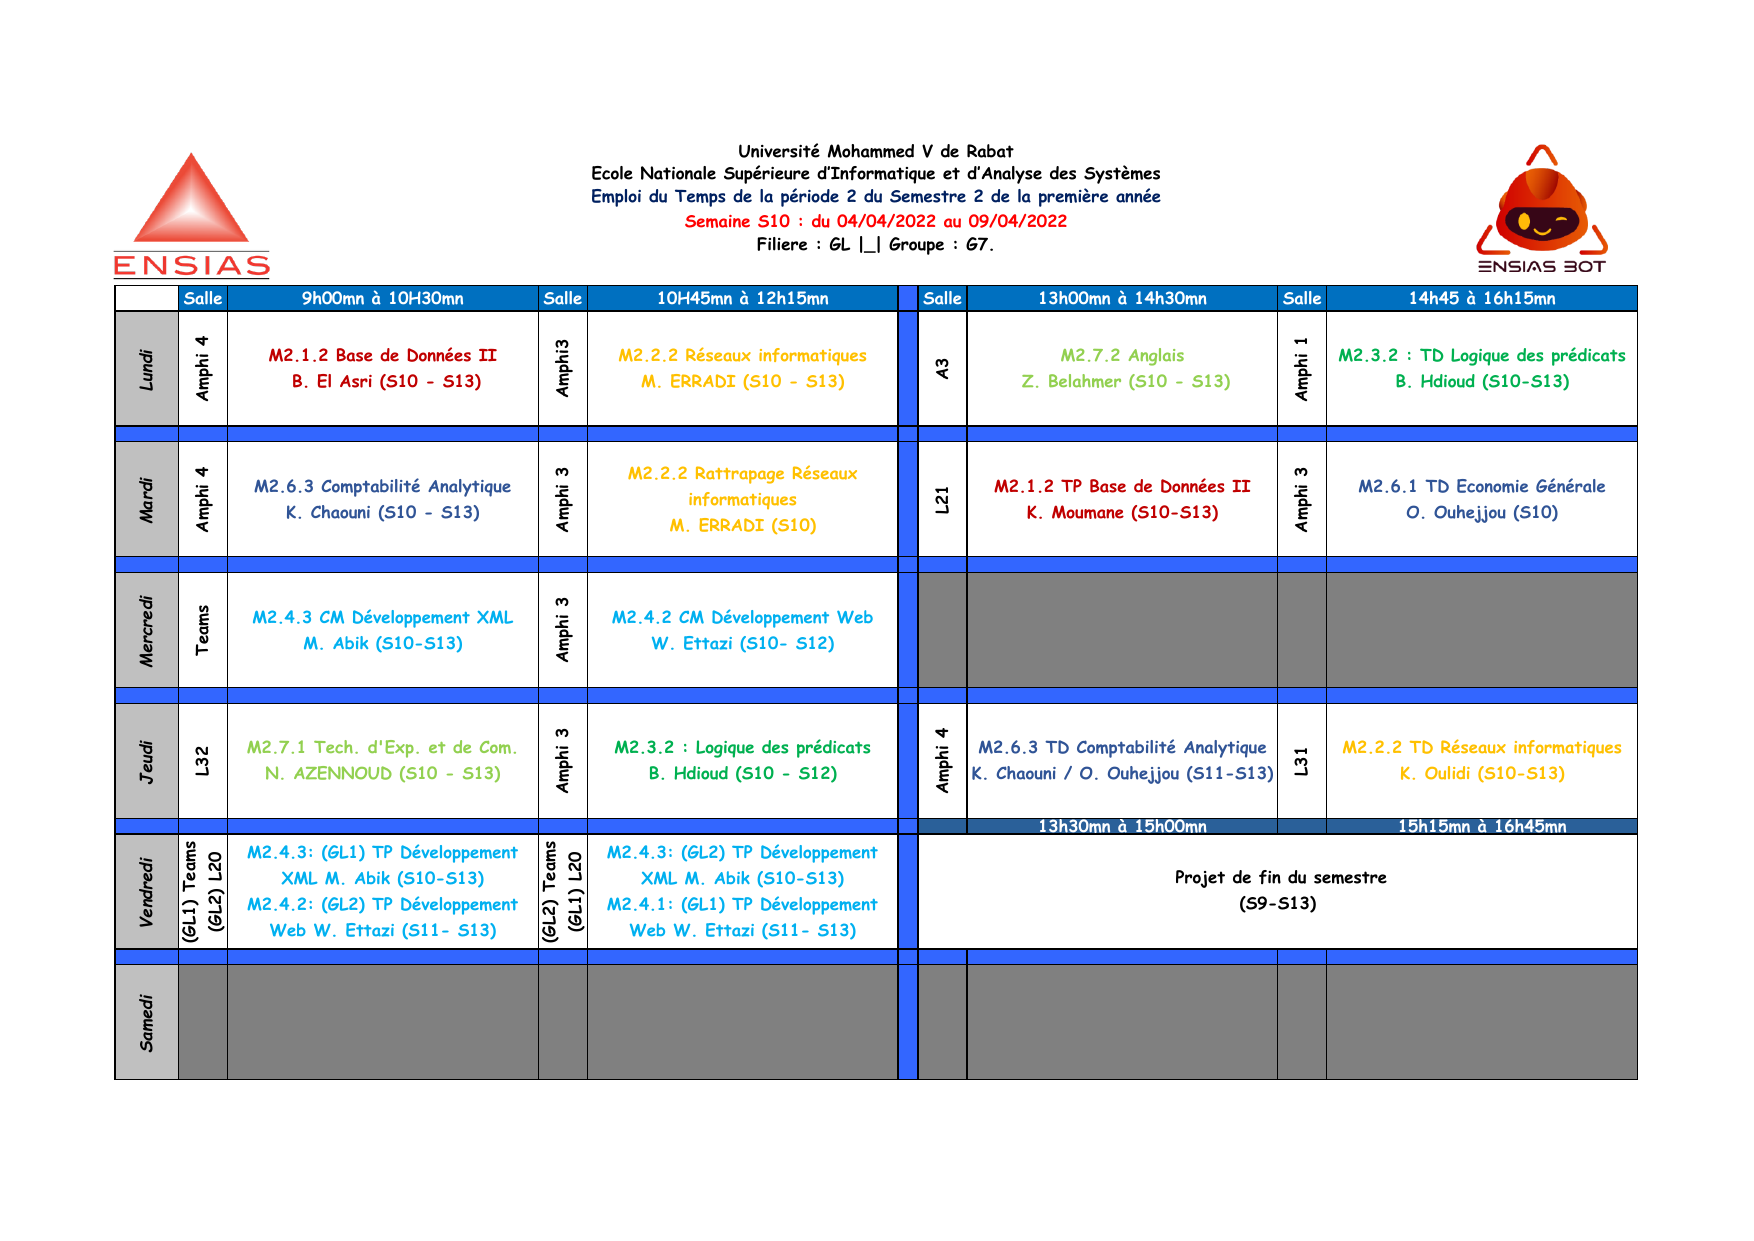 Université Mohammed V de Rabat
Ecole Nationale Supérieure d’Informatique et d’Analyse des Systèmes
Emploi du Temps de la période 2 du Semestre 2 de la première année
Semaine S10 : du 04/04/2022 au 09/04/2022
Filiere : GL |_| Groupe : G7.
ENSIAS
ENSIAS BOT
Salle 9h00mn à 10H30mn Salle 10H45mn à 12h15mn Salle 13h00mn à 14h30mn Salle 14h45 à 16h15mn
Lundi
Amphi 4
M2.1.2 Base de Données II
B. El Asri (S10 - S13)
Amphi3
M2.2.2 Réseaux informatiques
M. ERRADI (S10 - S13)
A3
M2.7.2 Anglais
Z. Belahmer (S10 - S13)
Amphi 1
M2.3.2 : TD Logique des prédicats
B. Hdioud (S10-S13)
Mardi
Amphi 4
M2.6.3 Comptabilité Analytique
K. Chaouni (S10 - S13)
Amphi 3
M2.2.2 Rattrapage Réseaux
informatiques
M. ERRADI (S10)
L21
M2.1.2 TP Base de Données II
K. Moumane (S10-S13)
Amphi 3
M2.6.1 TD Economie Générale
O. Ouhejjou (S10)
Mercredi
Teams
M2.4.3 CM Développement XML
M. Abik (S10-S13)
Amphi 3
M2.4.2 CM Développement Web
W. Ettazi (S10- S12)
Jeudi
L32
M2.7.1 Tech. d'Exp. et de Com.
N. AZENNOUD (S10 - S13)
Amphi 3
M2.3.2 : Logique des prédicats
B. Hdioud (S10 - S12)
Amphi 4
M2.6.3 TD Comptabilité Analytique
K. Chaouni / O. Ouhejjou (S11-S13)
L31
M2.2.2 TD Réseaux informatiques
K. Oulidi (S10-S13)
13h30mn à 15h00mn 15h15mn à 16h45mn
Vendredi
(GL1) Teams
(GL2) L20
M2.4.3: (GL1) TP Développement
XML M. Abik (S10-S13)
M2.4.2: (GL2) TP Développement
Web W. Ettazi (S11- S13)
(GL2) Teams
(GL1) L20
M2.4.3: (GL2) TP Développement
XML M. Abik (S10-S13)
M2.4.1: (GL1) TP Développement
Web W. Ettazi (S11- S13)
Projet de fin du semestre
(S9-S13)
Samedi